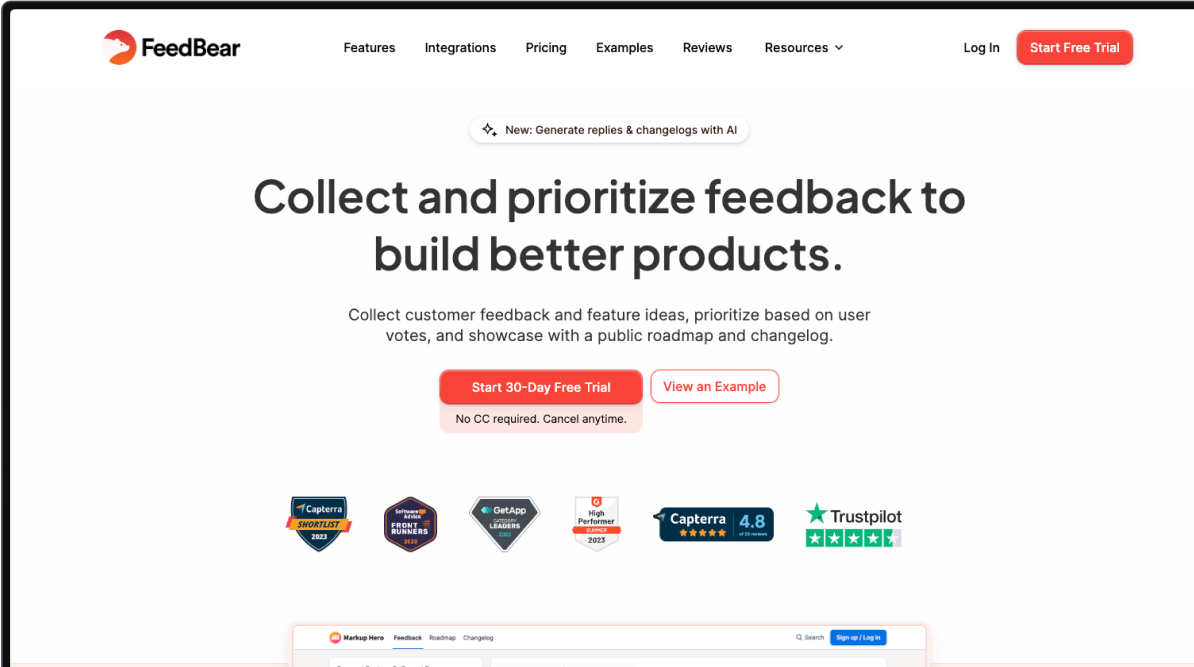 FeedBear
Features
Integrations
Pricing
Examples
Reviews
Resources
Log In
Start Free Trial
New: Generate replies & changelogs with AI
Collect and prioritize feedback to
build better products.
Collect customer feedback and feature ideas, prioritize based on user
votes, and showcase with a public roadmap and changelog.
Start 30-Day Free Trial
View an Example
No CC required. Cancel anytime.
Capterra
SHORTLIST
2023
Software Advice
FRONT
RUNNERS
2023
GetApp
CATEGORY
LEADERS
2023
G
High
Performer
SUMMER
2023
Capterra
4.8
of 23 reviews
Trustpilot
Markup Hero
Feedback
Roadmap
Changelog
Search
Sign up / Log in